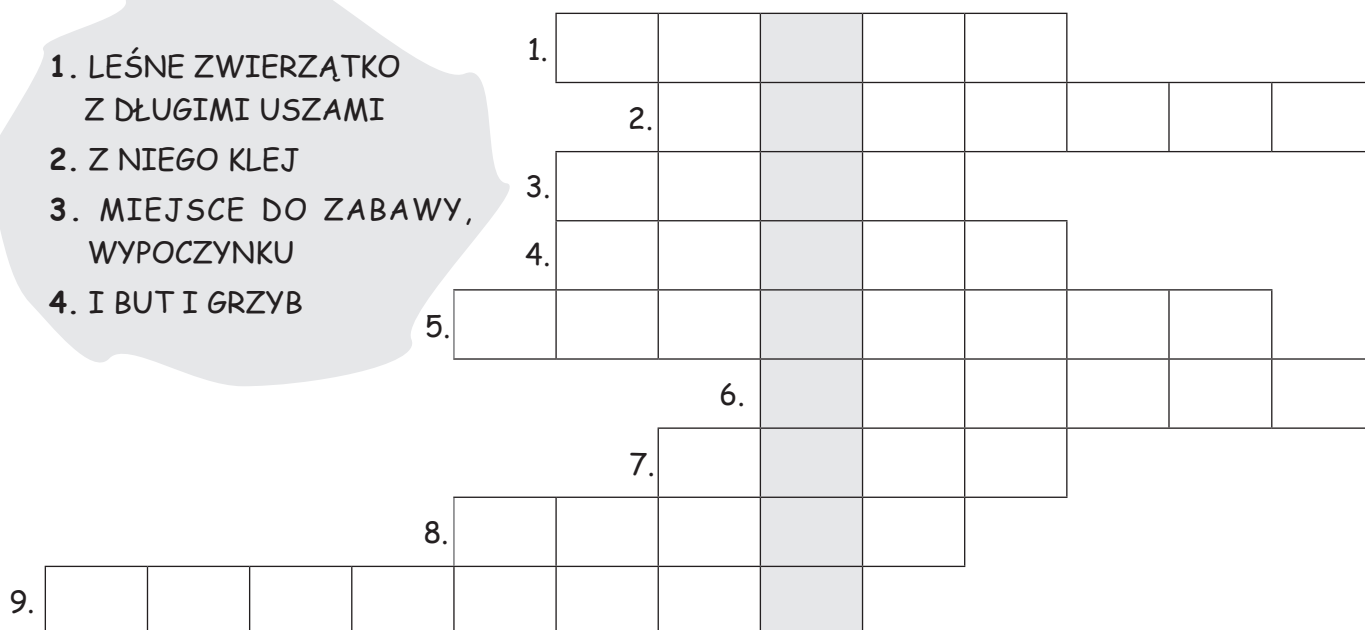 1. LEŚNE ZWIERZĄTKO
Z DŁUGIMI USZAMI
2. Z NIEGO KLEJ
3. MIEJSCE DO ZABAWY,
WYPOCZYNKU
4. I BUT I GRZYB
1.
2.
3.
4.
5.
6.
7.
8.
9.